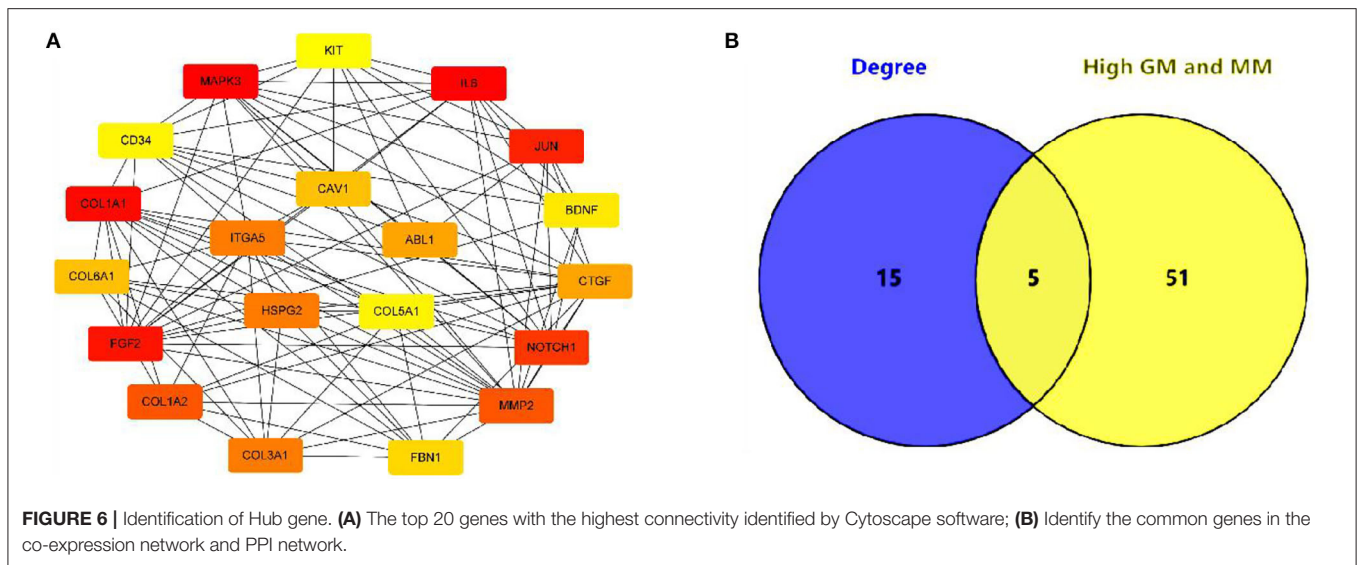 A
KIT
MAPK3
IL6
CD34
JUN
CAV1
COL1A1
BDNF
ITGA5
ABL1
COL6A1
CTGF
HSPG2
COL5A1
FGF2
NOTCH1
COL1A2
MMP2
COL3A1
FBN1
B
Degree
High GM and MM
15
5
51
FIGURE 6 | Identification of Hub gene. (A) The top 20 genes with the highest connectivity identified by Cytoscape software; (B) Identify the common genes in the
co-expression network and PPI network.